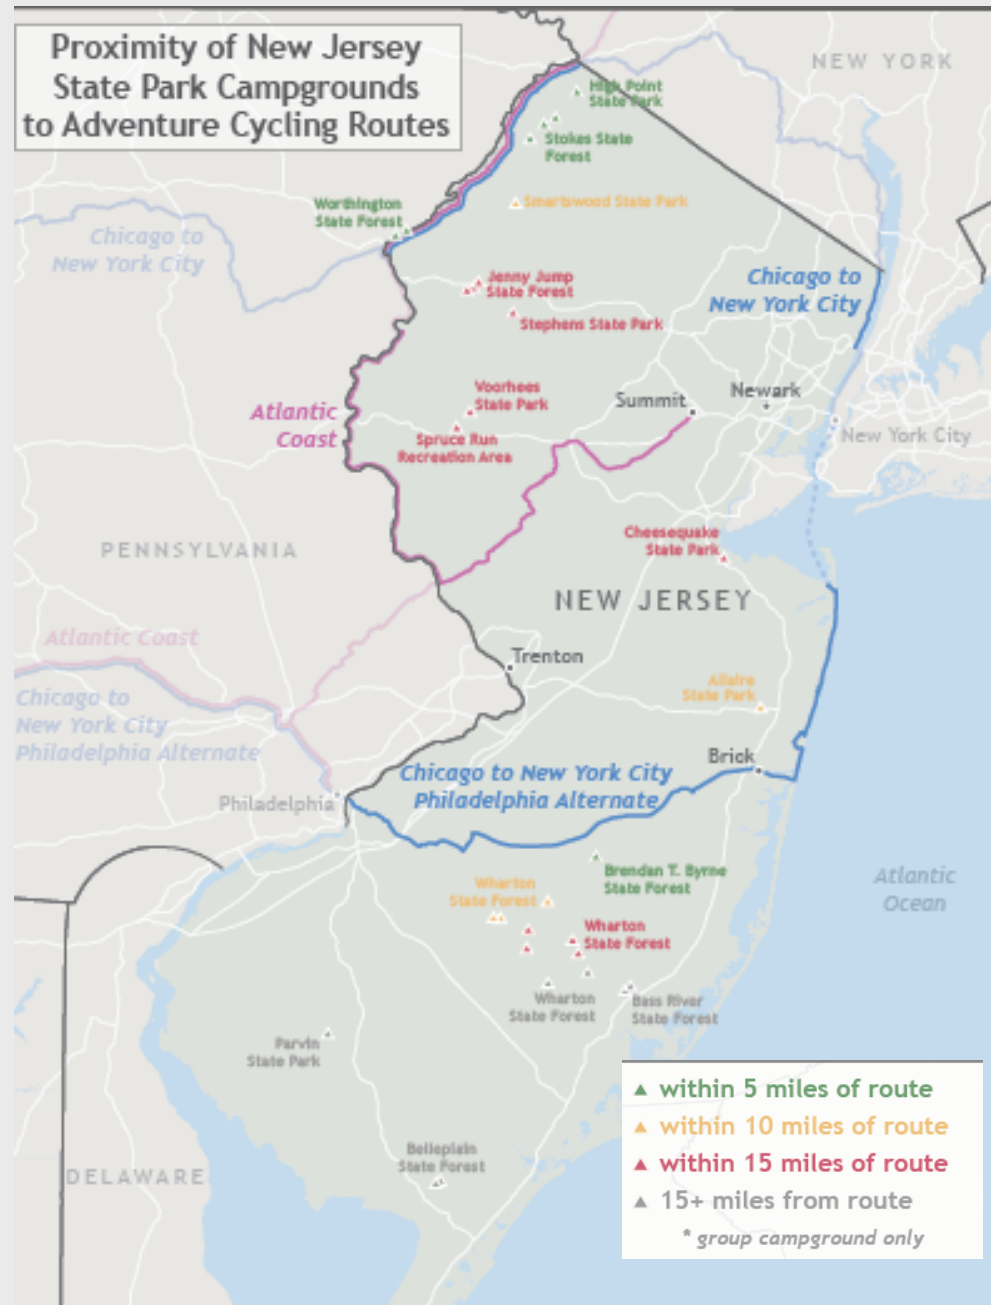 Proximity of New Jersey
State Park Campgrounds
to Adventure Cycling Routes
NEW YORK
High Point
State Park
Stokes State
Forest
Worthington
State Forest
Swartswood State Park
Chicago to
New York City
Jenny Jump
State Forest
Chicago to
New York City
Stephens State Park
Voorhees
State Park
Summit
Newark
Atlantic
Coast
New York City
Spruce Run
Recreation Area
Cheesequake
State Park
PENNSYLVANIA
NEW JERSEY
Atlantic Coast
Trenton
Chicago to
New York City
Philadelphia Alternate
Allaire
State Park
Brick
Chicago to New York City
Philadelphia Alternate
Philadelphia
Brendan T. Byrne
State Forest
Atlantic
Ocean
Wharton
State Forest
Wharton
State Forest
Wharton
State Forest
Bass River
State Forest
Parvin
State Park
Belleplain
State Forest
DELAWARE
within 5 miles of route
within 10 miles of route
within 15 miles of route
15+ miles from route
* group campground only